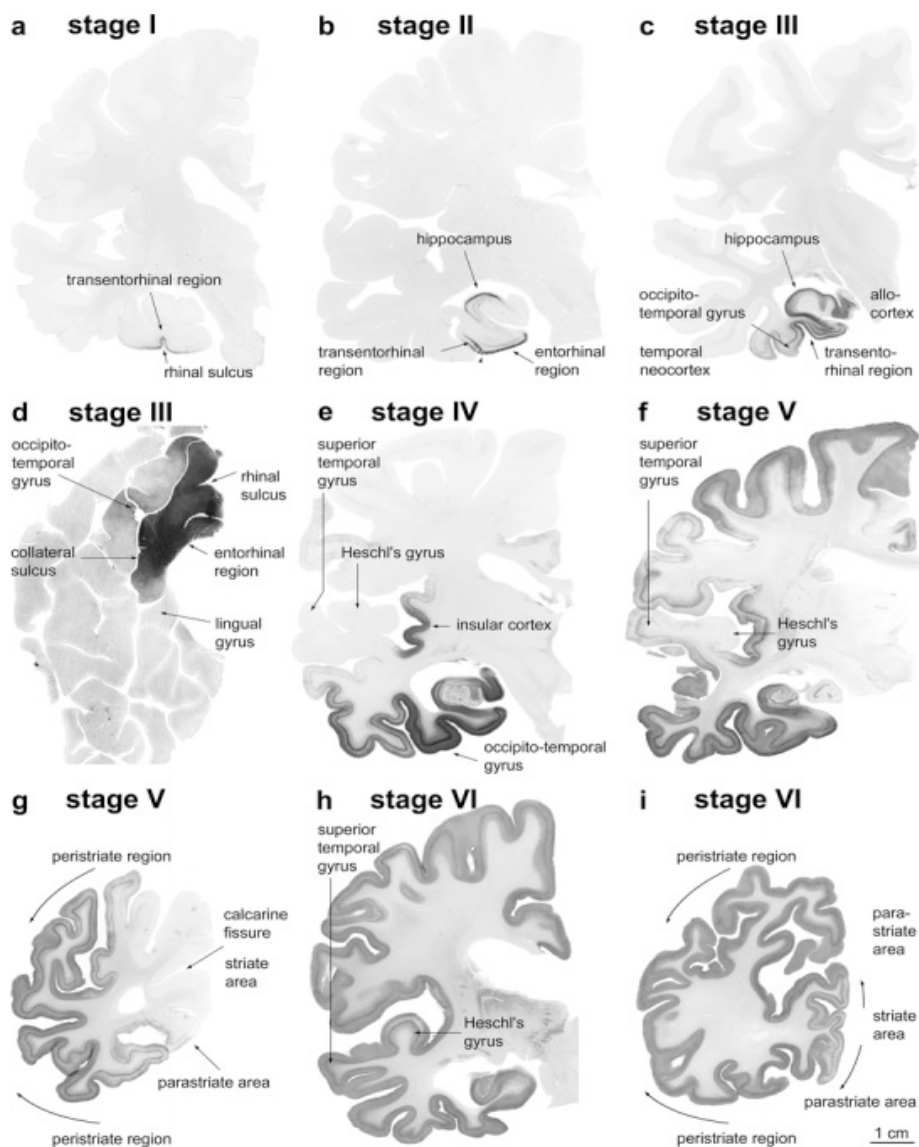 a stage I
transentorhinal region
rhinal sulcus
b stage II
hippocampus
transentorhinal
region
entorhinal
region
c stage III
hippocampus
occipito-
temporal gyrus
allo-
cortex
temporal
neocortex
transento-
rhinal region
d stage III
occipito-
temporal
gyrus
rhinal
sulcus
collateral
sulcus
entorhinal
region
lingual
gyrus
e stage IV
superior
temporal
gyrus
Heschl's gyrus
insular cortex
occipito-temporal
gyrus
f stage V
superior
temporal
gyrus
Heschl's
gyrus
g stage V
peristriate region
calcarine
fissure
striate
area
parastriate area
peristriate region
h stage VI
superior
temporal
gyrus
Heschl's
gyrus
i stage VI
peristriate region
para-
striate
area
striate
area
parastriate area
peristriate region
1 cm